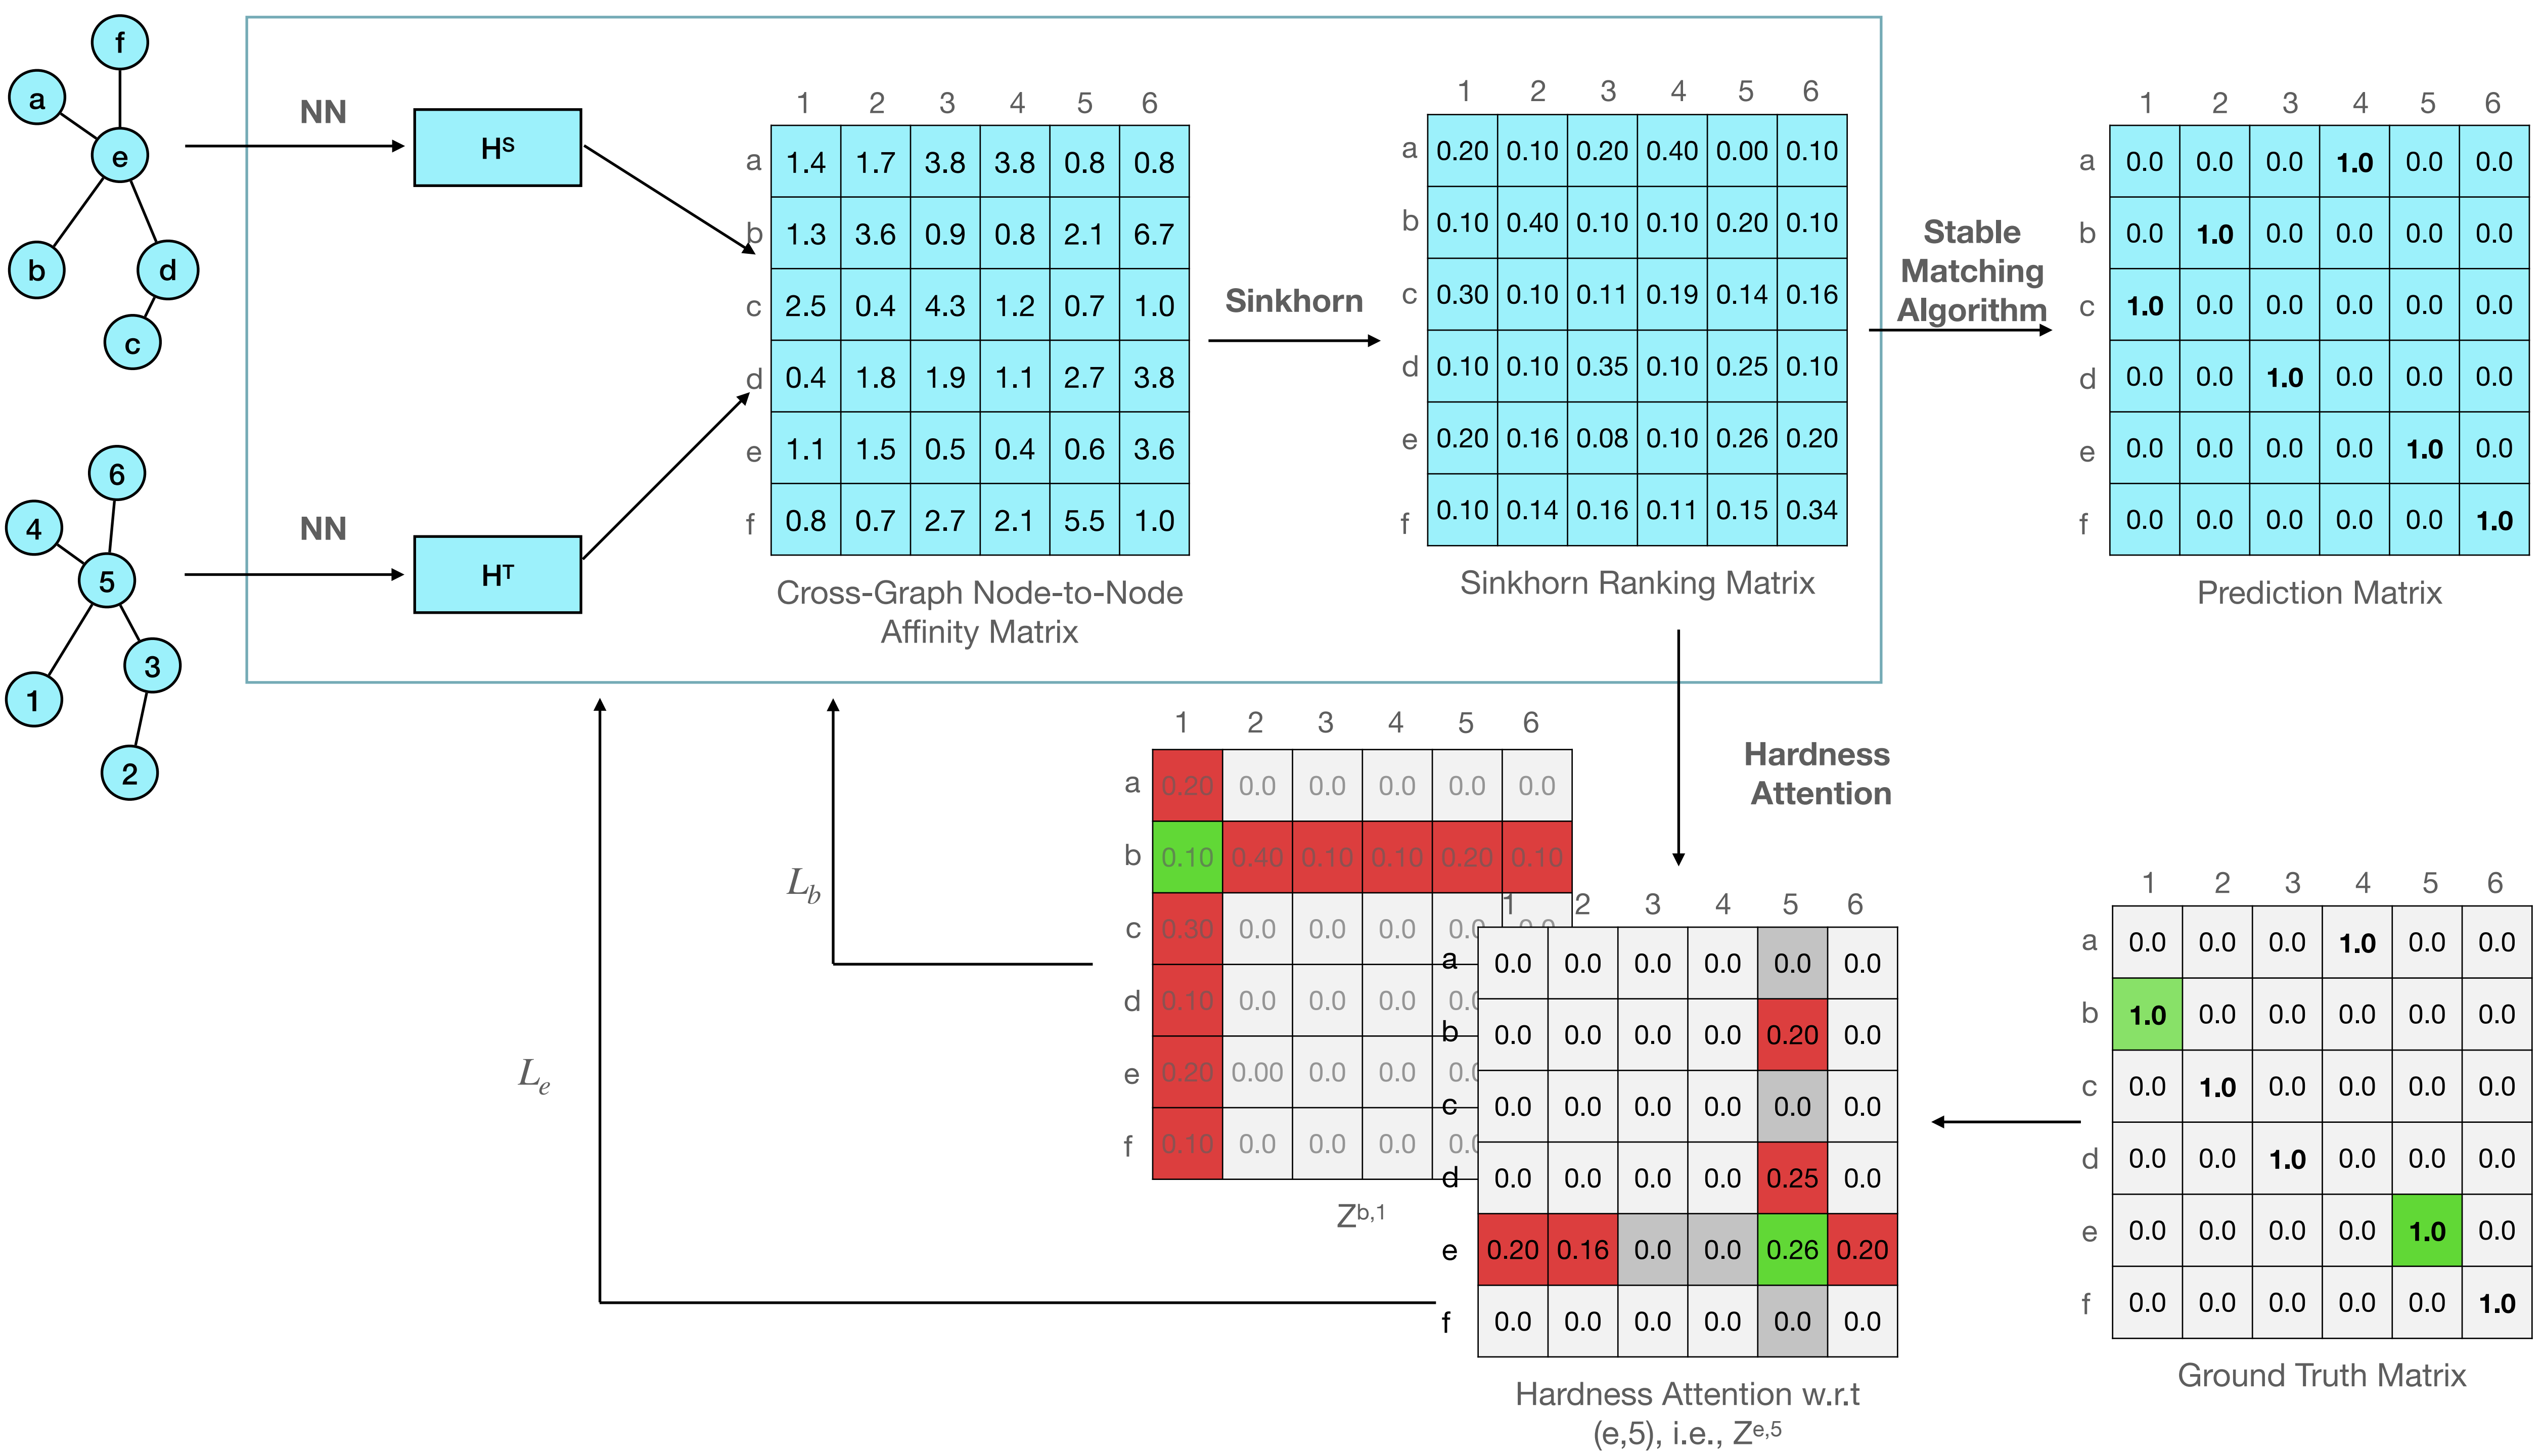 f
a
e
b
d
c
6
4
5
3
1
2
NN
H^S
NN
H^T
1 2 3 4 5 6
a 1.4 1.7 3.8 3.8 0.8 0.8
b 1.3 3.6 0.9 0.8 2.1 6.7
c 2.5 0.4 4.3 1.2 0.7 1.0
d 0.4 1.8 1.9 1.1 2.7 3.8
e 1.1 1.5 0.5 0.4 0.6 3.6
f 0.8 0.7 2.7 2.1 5.5 1.0
Cross-Graph Node-to-Node
Affinity Matrix
Sinkhorn
1 2 3 4 5 6
a 0.20 0.10 0.20 0.40 0.00 0.10
b 0.10 0.40 0.10 0.10 0.20 0.10
c 0.30 0.10 0.11 0.19 0.14 0.16
d 0.10 0.10 0.35 0.10 0.25 0.10
e 0.20 0.16 0.08 0.10 0.26 0.20
f 0.10 0.14 0.16 0.11 0.15 0.34
Sinkhorn Ranking Matrix
Stable
Matching
Algorithm
1 2 3 4 5 6
a 0.0 0.0 0.0 1.0 0.0 0.0
b 0.0 1.0 0.0 0.0 0.0 0.0
c 1.0 0.0 0.0 0.0 0.0 0.0
d 0.0 0.0 1.0 0.0 0.0 0.0
e 0.0 0.0 0.0 0.0 1.0 0.0
f 0.0 0.0 0.0 0.0 0.0 1.0
Prediction Matrix
Hardness
Attention
L_b
L_e
1 2 3 4 5 6
a 0.20 0.0 0.0 0.0 0.0 0.0
b 0.10 0.40 0.10 0.10 0.20 0.10
c 0.30 0.0 0.0 0.0
d 0.10 0.0 0.0 0.0
e 0.20 0.00 0.0 0.0
f 0.10 0.0 0.0 0.0
Z^b,1
1 2 3 4 5 6
a 0.0 0.0 0.0 0.0 0.0 0.0
b 0.0 0.0 0.0 0.0 0.20 0.0
c 0.0 0.0 0.0 0.0 0.0 0.0
d 0.0 0.0 0.0 0.0 0.25 0.0
e 0.20 0.16 0.0 0.0 0.26 0.20
f 0.0 0.0 0.0 0.0 0.0 0.0
Hardness Attention w.r.t
(e,5), i.e., Z^e,5
1 2 3 4 5 6
a 0.0 0.0 0.0 1.0 0.0 0.0
b 1.0 0.0 0.0 0.0 0.0 0.0
c 0.0 1.0 0.0 0.0 0.0 0.0
d 0.0 0.0 1.0 0.0 0.0 0.0
e 0.0 0.0 0.0 0.0 1.0 0.0
f 0.0 0.0 0.0 0.0 0.0 1.0
Ground Truth Matrix